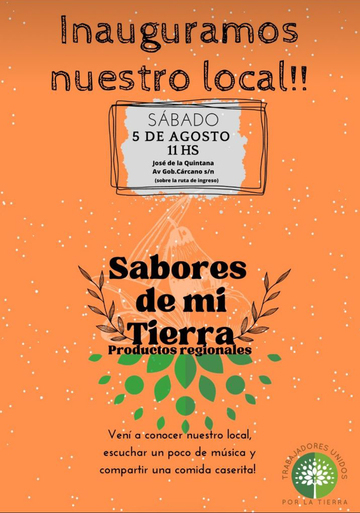 Inauguramos
nuestro local!!
SÁBADO
5 DE AGOSTO
11 HS
José de la Quintana
Av Gob.Cárcano s/n
(sobre la ruta de ingreso)
Sabores
de mi
Tierra
Productos regionales
Vení a conocer nuestro local,
escuchar un poco de música y
compartir una comida caserita!
TRABAJADORES UNIDOS
POR LA TIERRA